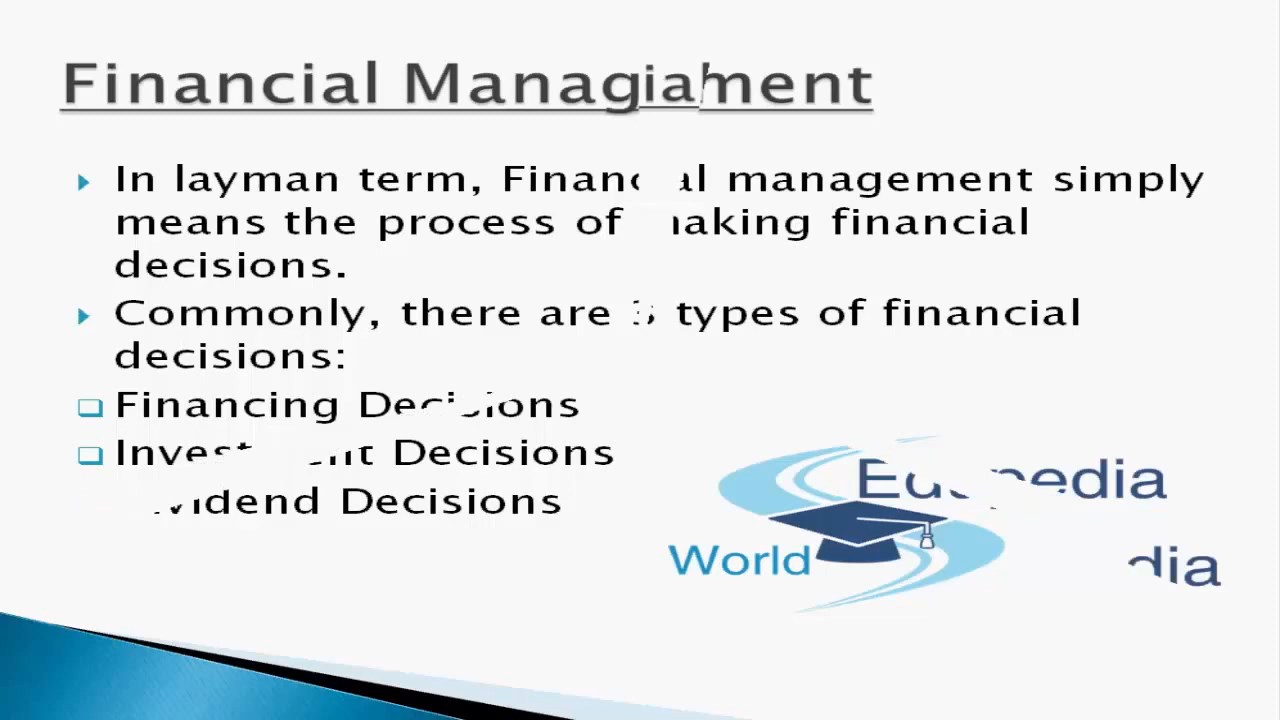 Financial
In layman term, Financial management simply
means the process of making financial
decisions.
Commonly, there are 3 types of financial
decisions:
Financing Decisions
Investment Decisions
Dividend Decisions
World